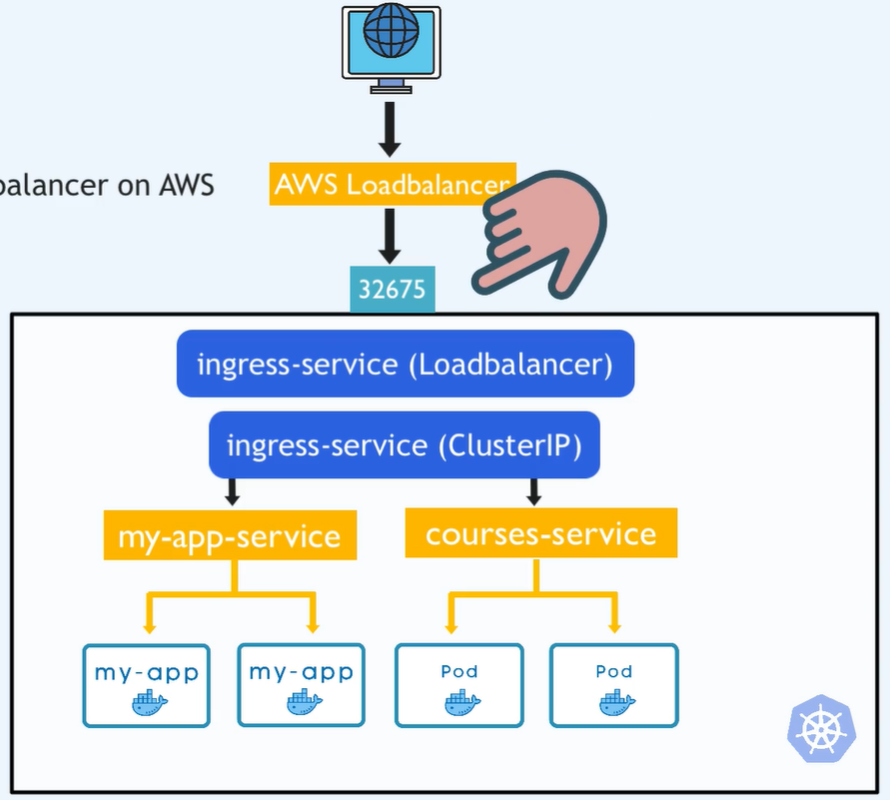 balancer on AWS
AWS Loadbalancer
32675
ingress-service (Loadbalancer)
ingress-service (ClusterIP)
my-app-service
courses-service
my-app
my-app
Pod
Pod